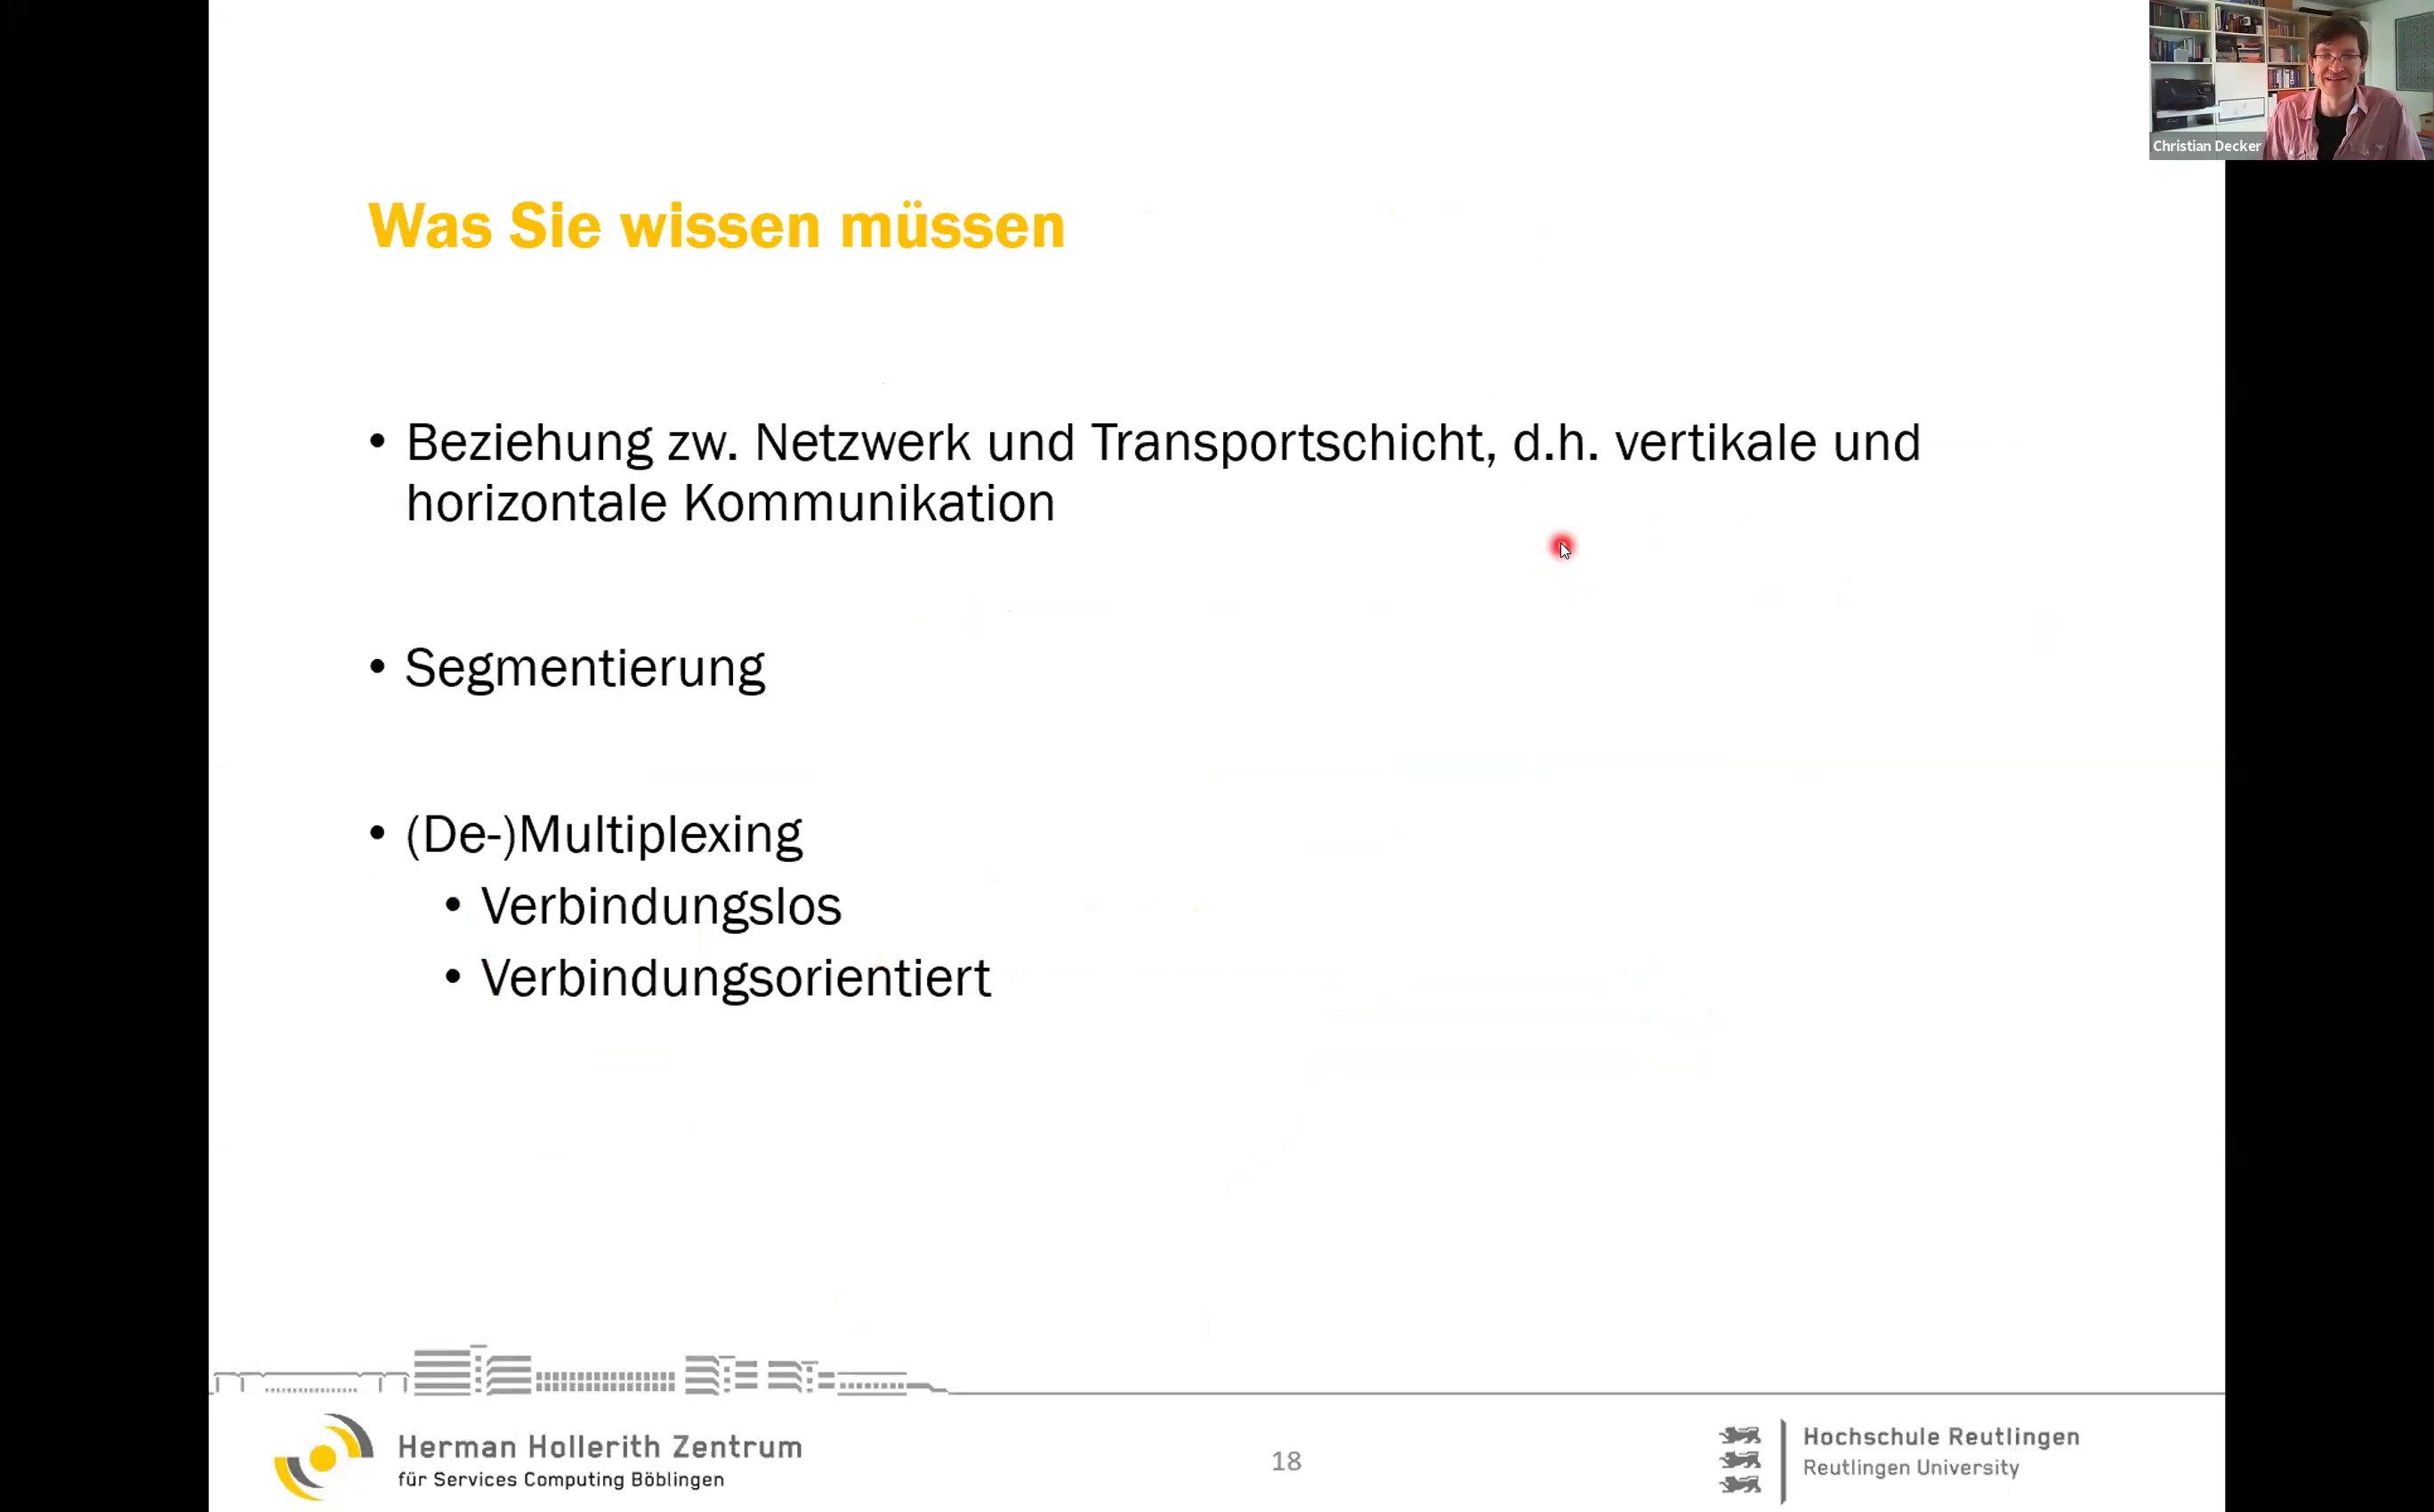 Christian Decker
Was Sie wissen müssen
• Beziehung zw. Netzwerk und Transportschicht, d.h. vertikale und
horizontale Kommunikation
• Segmentierung
• (De-)Multiplexing
• Verbindungslos
• Verbindungsorientiert
Herman Hollerith Zentrum
für Services Computing Böblingen
18
Hochschule Reutlingen
Reutlingen University